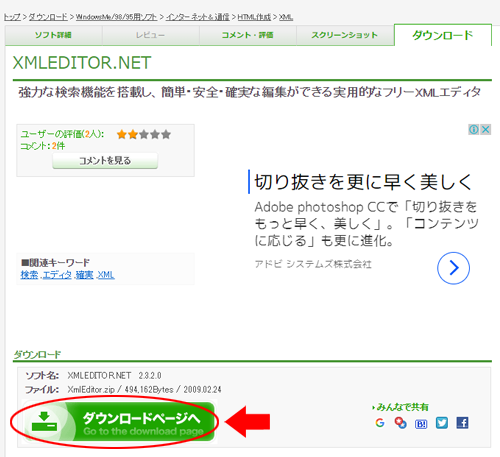 トップ > ダウンロード > WindowsMe/98/95用ソフト > インターネット＆通信 > HTML作成 > XML
ソフト詳細 レビュー コメント・評価 スクリーンショット ダウンロード
XMLEDITOR.NET
強力な検索機能を搭載し、簡単・安全・確実な編集ができる実用的なフリーXMLエディタ
ユーザーの評価(2人):
コメント:2件
コメントを見る
切り抜きを更に早く美しく
Adobe photoshop CCで「切り抜きを
もっと早く、美しく」。「コンテンツ
に応じる」も更に進化。
アドビ システムズ株式会社
■関連キーワード
検索,エディタ,確実,XML
ダウンロード
ソフト名: XMLEDITOR.NET 2.3.2.0
ファイル: XmlEditor.zip / 494,162Bytes / 2009.02.24
ダウンロードページへ
Go to the download page
みんなで共有
G B! f